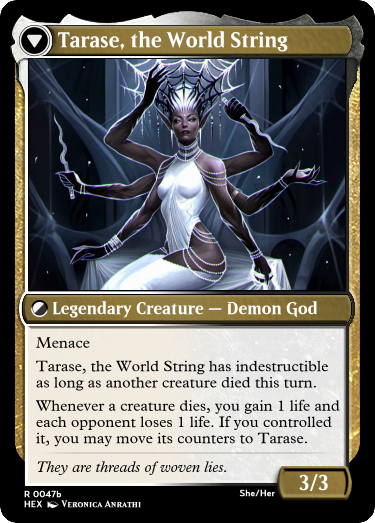 Tarase, the World String
Legendary Creature — Demon God
Menace
Tarase, the World String has indestructible
as long as another creature died this turn.
Whenever a creature dies, you gain 1 life and
each opponent loses 1 life. If you controlled
it, you may move its counters to Tarase.
They are threads of woven lies.
3/3
R 0047b
She/Her
HEX Veronica Anrathi